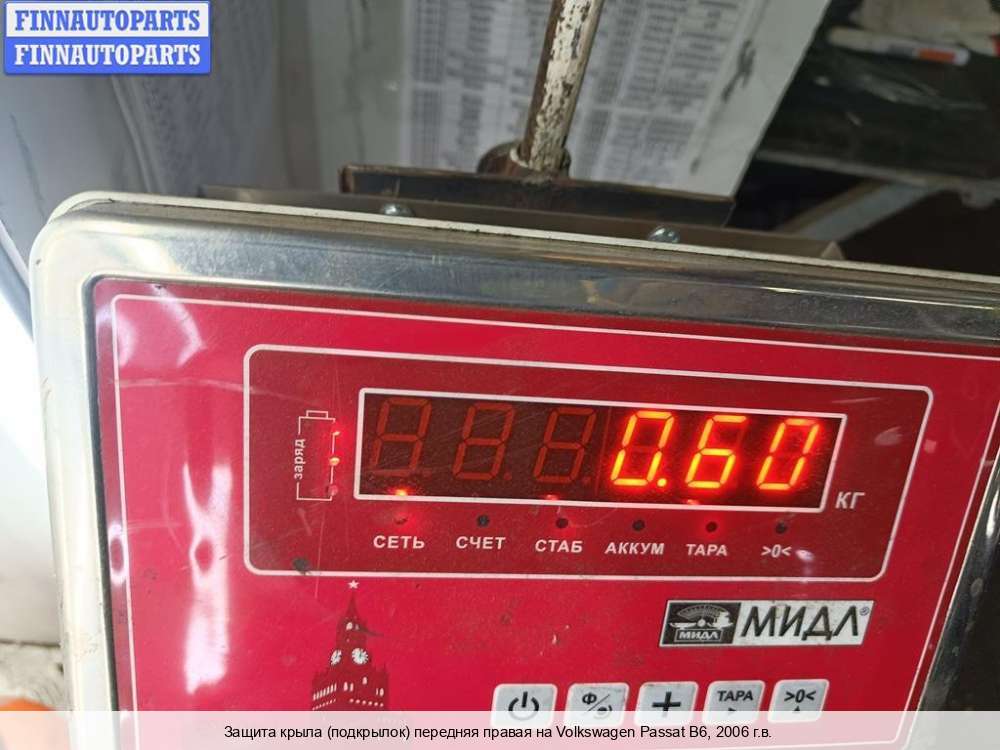 FINNAUTOPARTS
FINNAUTOPARTS
заряд
0.60
КГ
СЕТЬ СЧЕТ СТАБ АККУМ ТАРА >0<
МИДЛ МИДЛ®
Ф ТАРА >0<
Защита крыла (подкрылок) передняя правая на Volkswagen Passat B6, 2006 г.в.